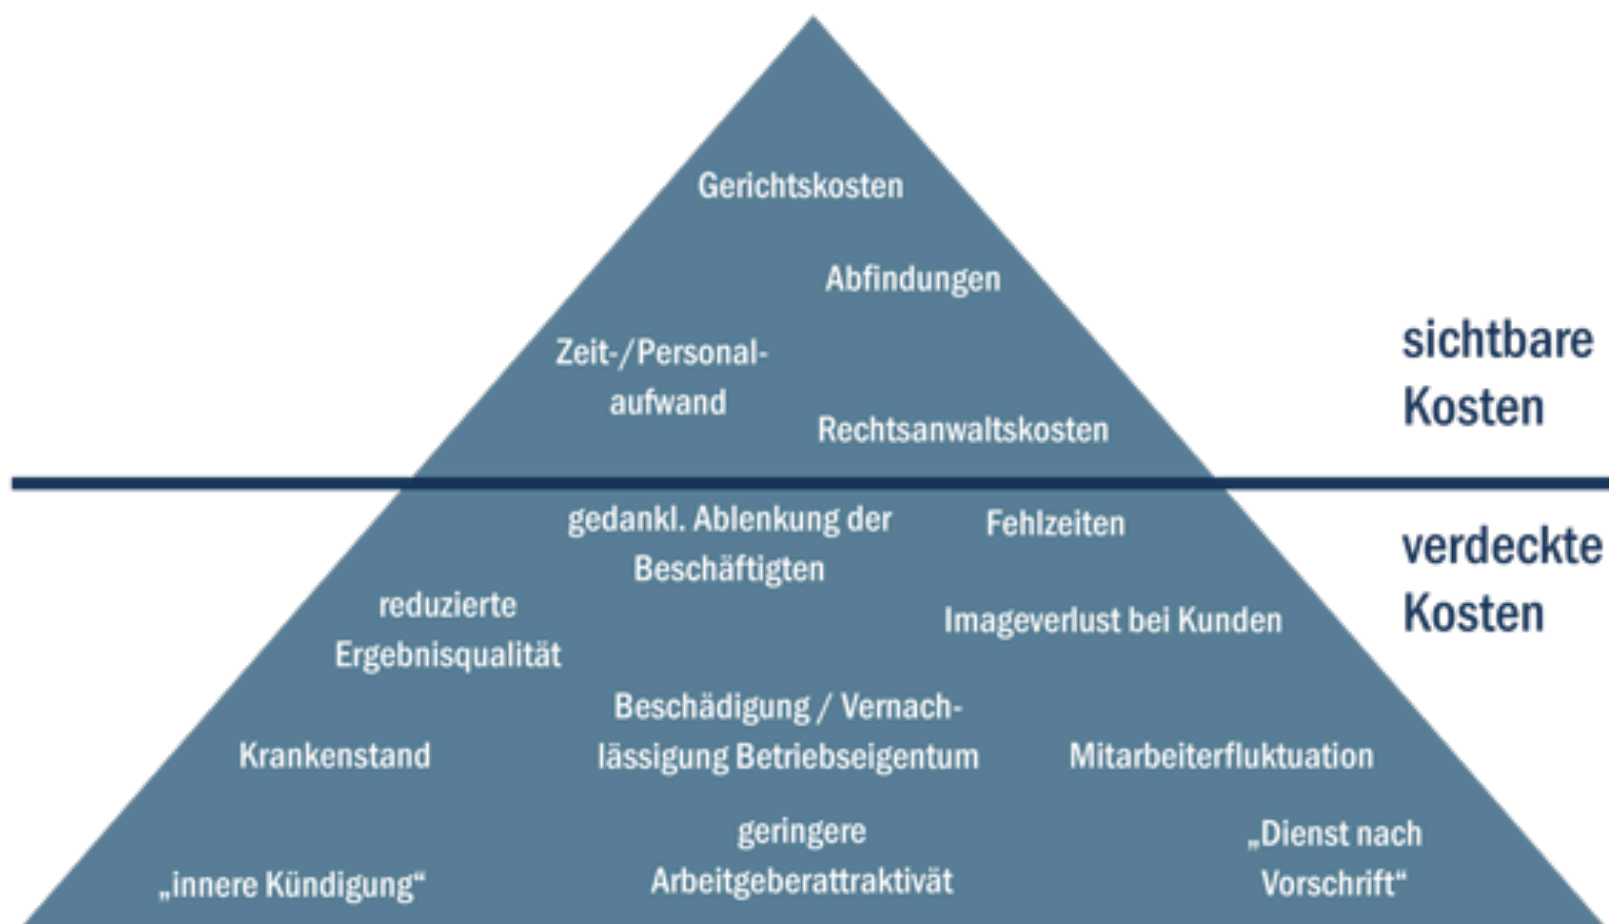 Gerichtskosten
Abfindungen
Zeit-/Personal-
aufwand
Rechtsanwaltskosten
sichtbare
Kosten
gedankl. Ablenkung der
Beschäftigten
Fehlzeiten
verdeckte
Kosten
reduzierte
Ergebnisqualität
Imageverlust bei Kunden
Beschädigung / Vernach-
lässigung Betriebseigentum
Krankenstand
Mitarbeiterfluktuation
geringere
Arbeitgeberattraktivät
„Dienst nach
Vorschrift“
„innere Kündigung“